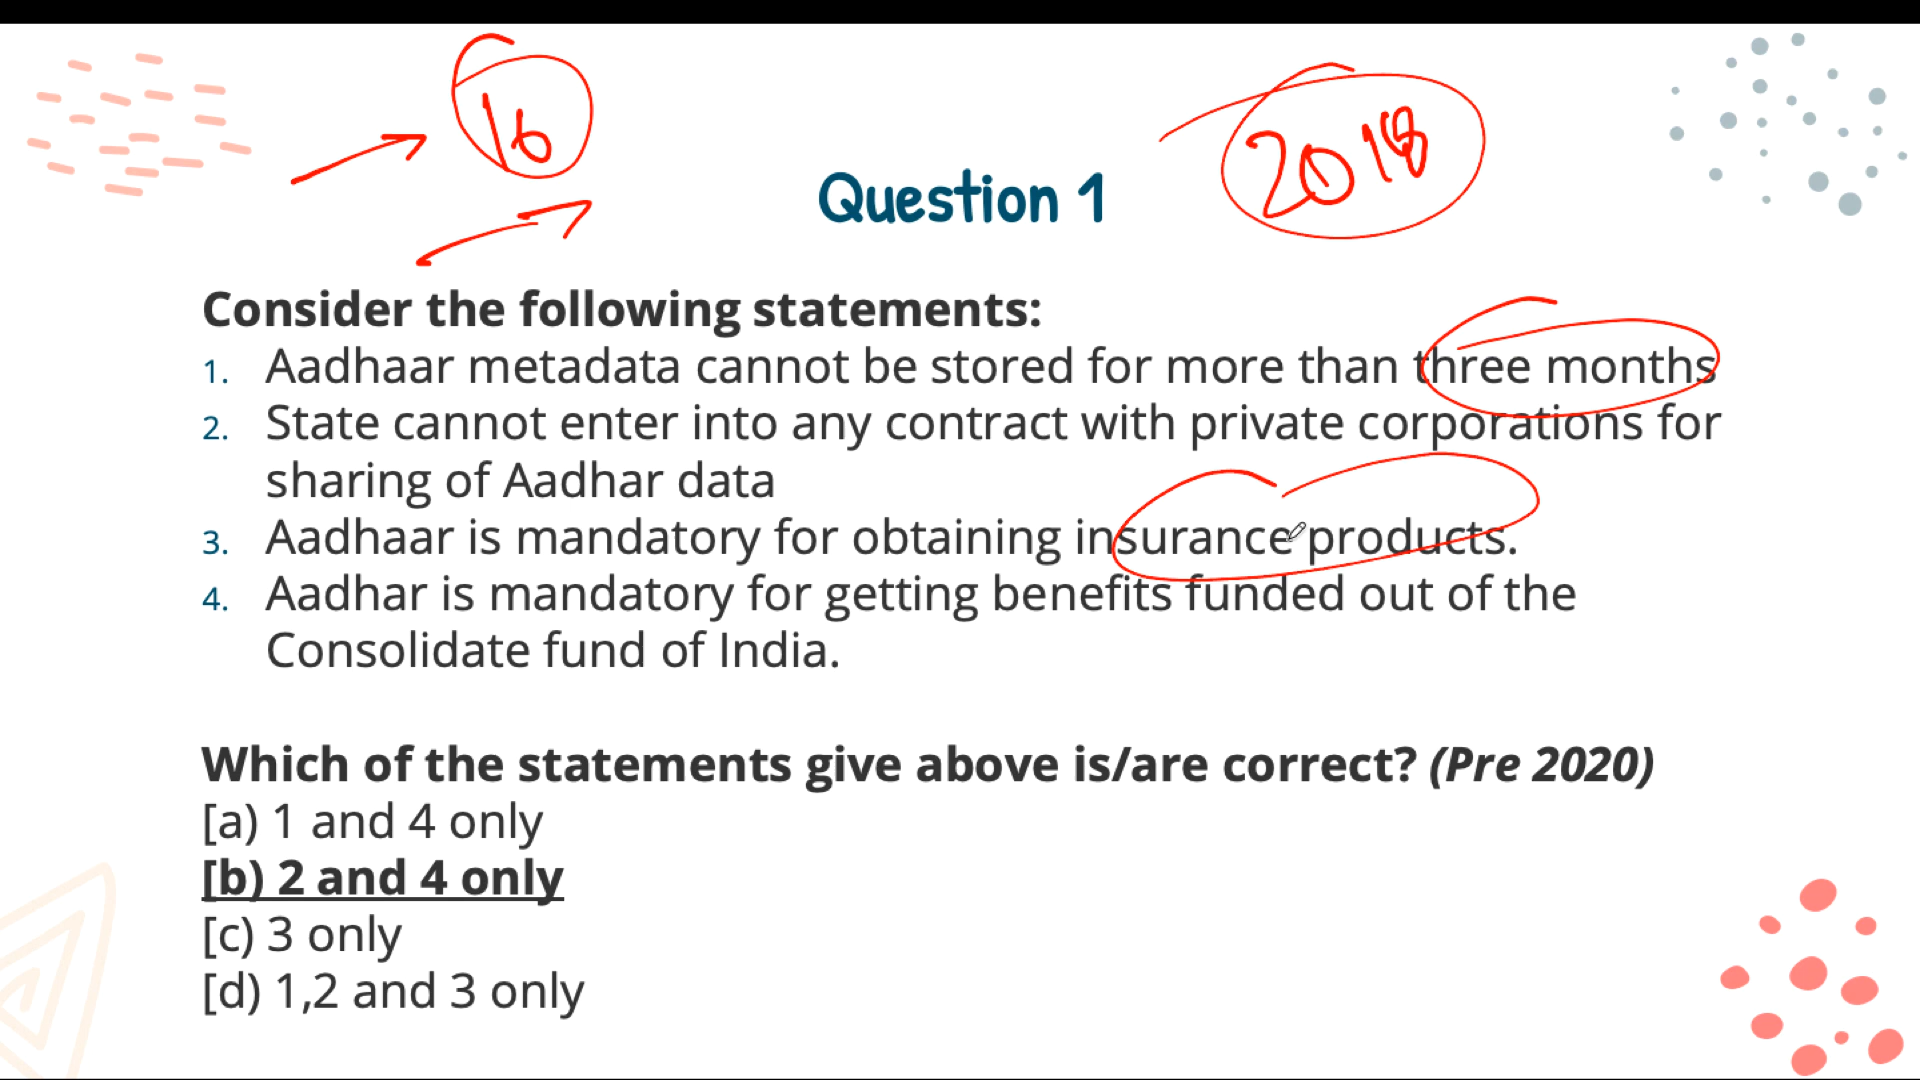 16
2018
Question 1
Consider the following statements:
1. Aadhaar metadata cannot be stored for more than three months
2. State cannot enter into any contract with private corporations for
sharing of Aadhar data
3. Aadhaar is mandatory for obtaining insurance products.
4. Aadhar is mandatory for getting benefits funded out of the
Consolidate fund of India.
Which of the statements give above is/are correct? (Pre 2020)
[a) 1 and 4 only
[b) 2 and 4 only
[c) 3 only
[d) 1,2 and 3 only